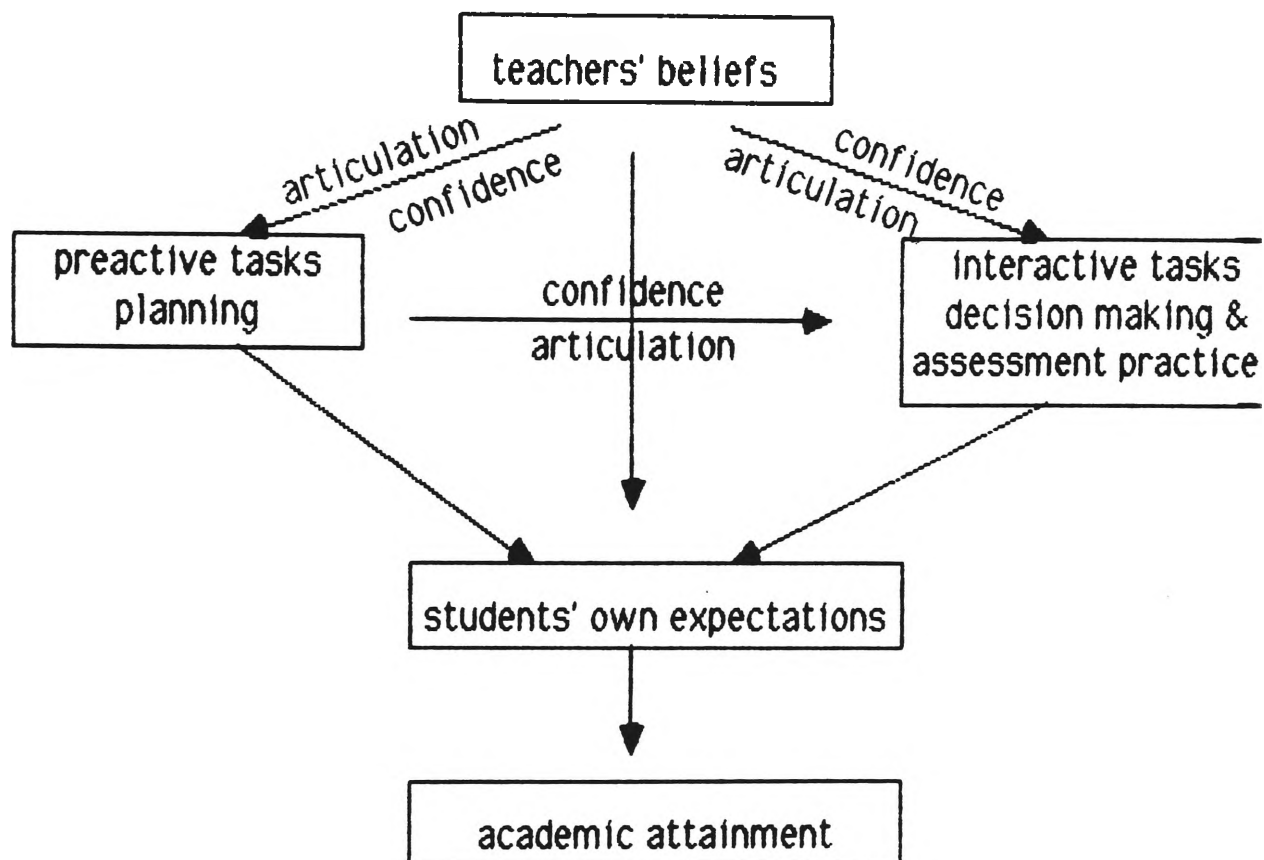 teachers' beliefs
articulation
confidence
confidence
articulation
preactive tasks
planning
confidence
articulation
interactive tasks
decision making &
assessment practice
students' own expectations
academic attainment